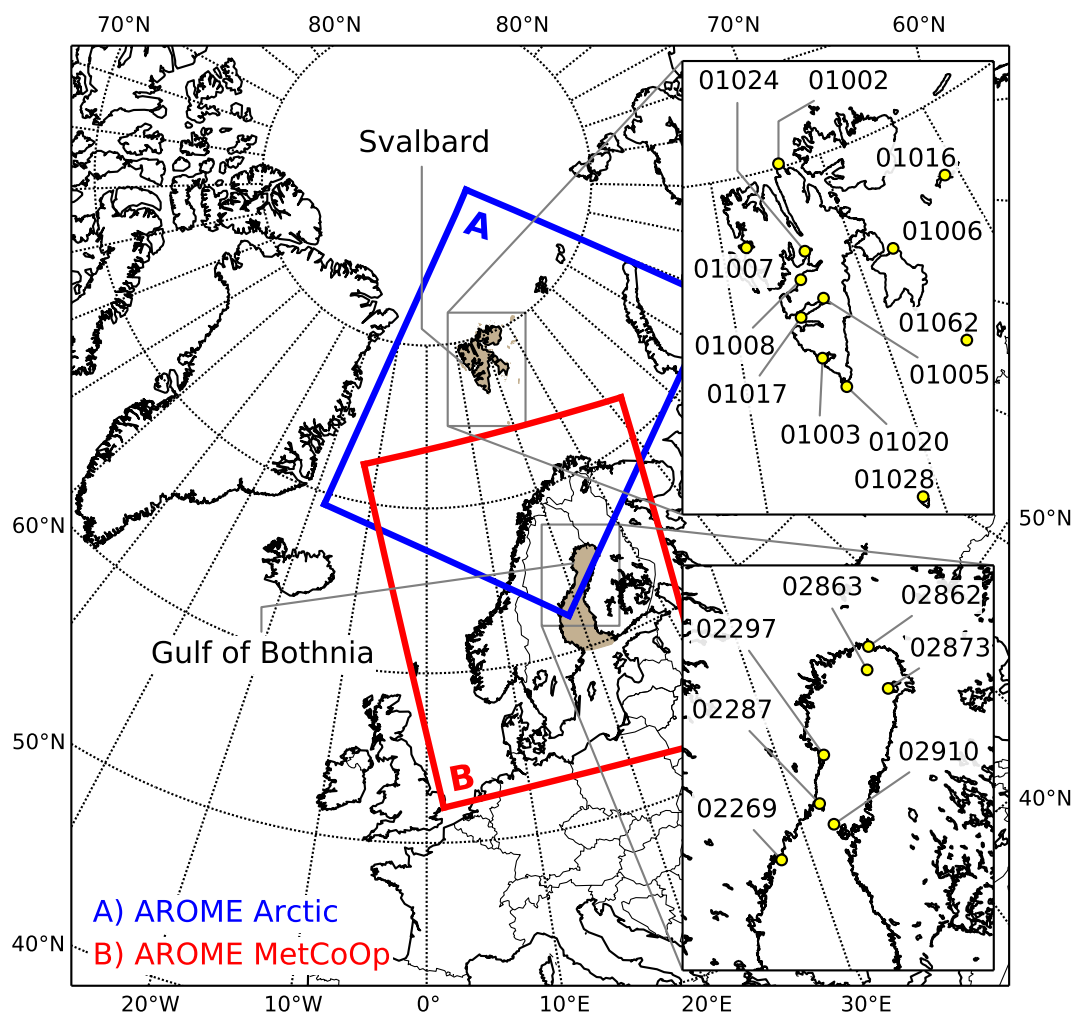 70°N 80°N 80°N 70°N 60°N
01024 01002
Svalbard
01016
A
01006
01007
01062
01008
01005
01017
01003 01020
01028
60°N
50°N
02863
02862
02297
02873
Gulf of Bothnia
02287
50°N
02910
B
40°N
02269
A) AROME Arctic
40°N
B) AROME MetCoOp
20°W 10°W 0° 10°E 20°E 30°E